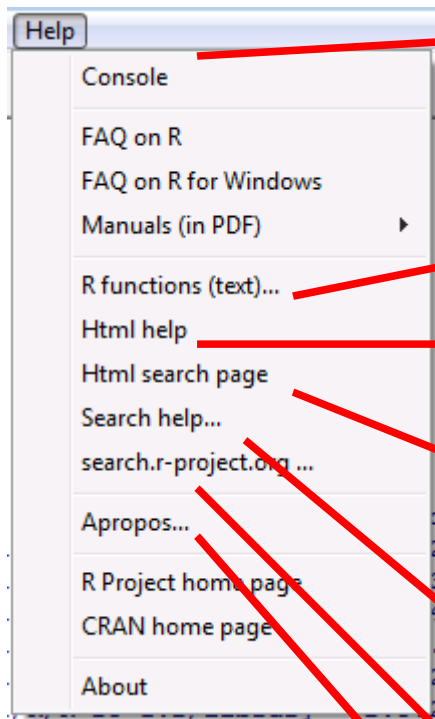 Help
Console
FAQ on R
FAQ on R for Windows
Manuals (in PDF)
R functions (text)...
Html help
Html search page
Search help...
search.r-project.org ...
Apropos...
R Project home page
CRAN home page
About